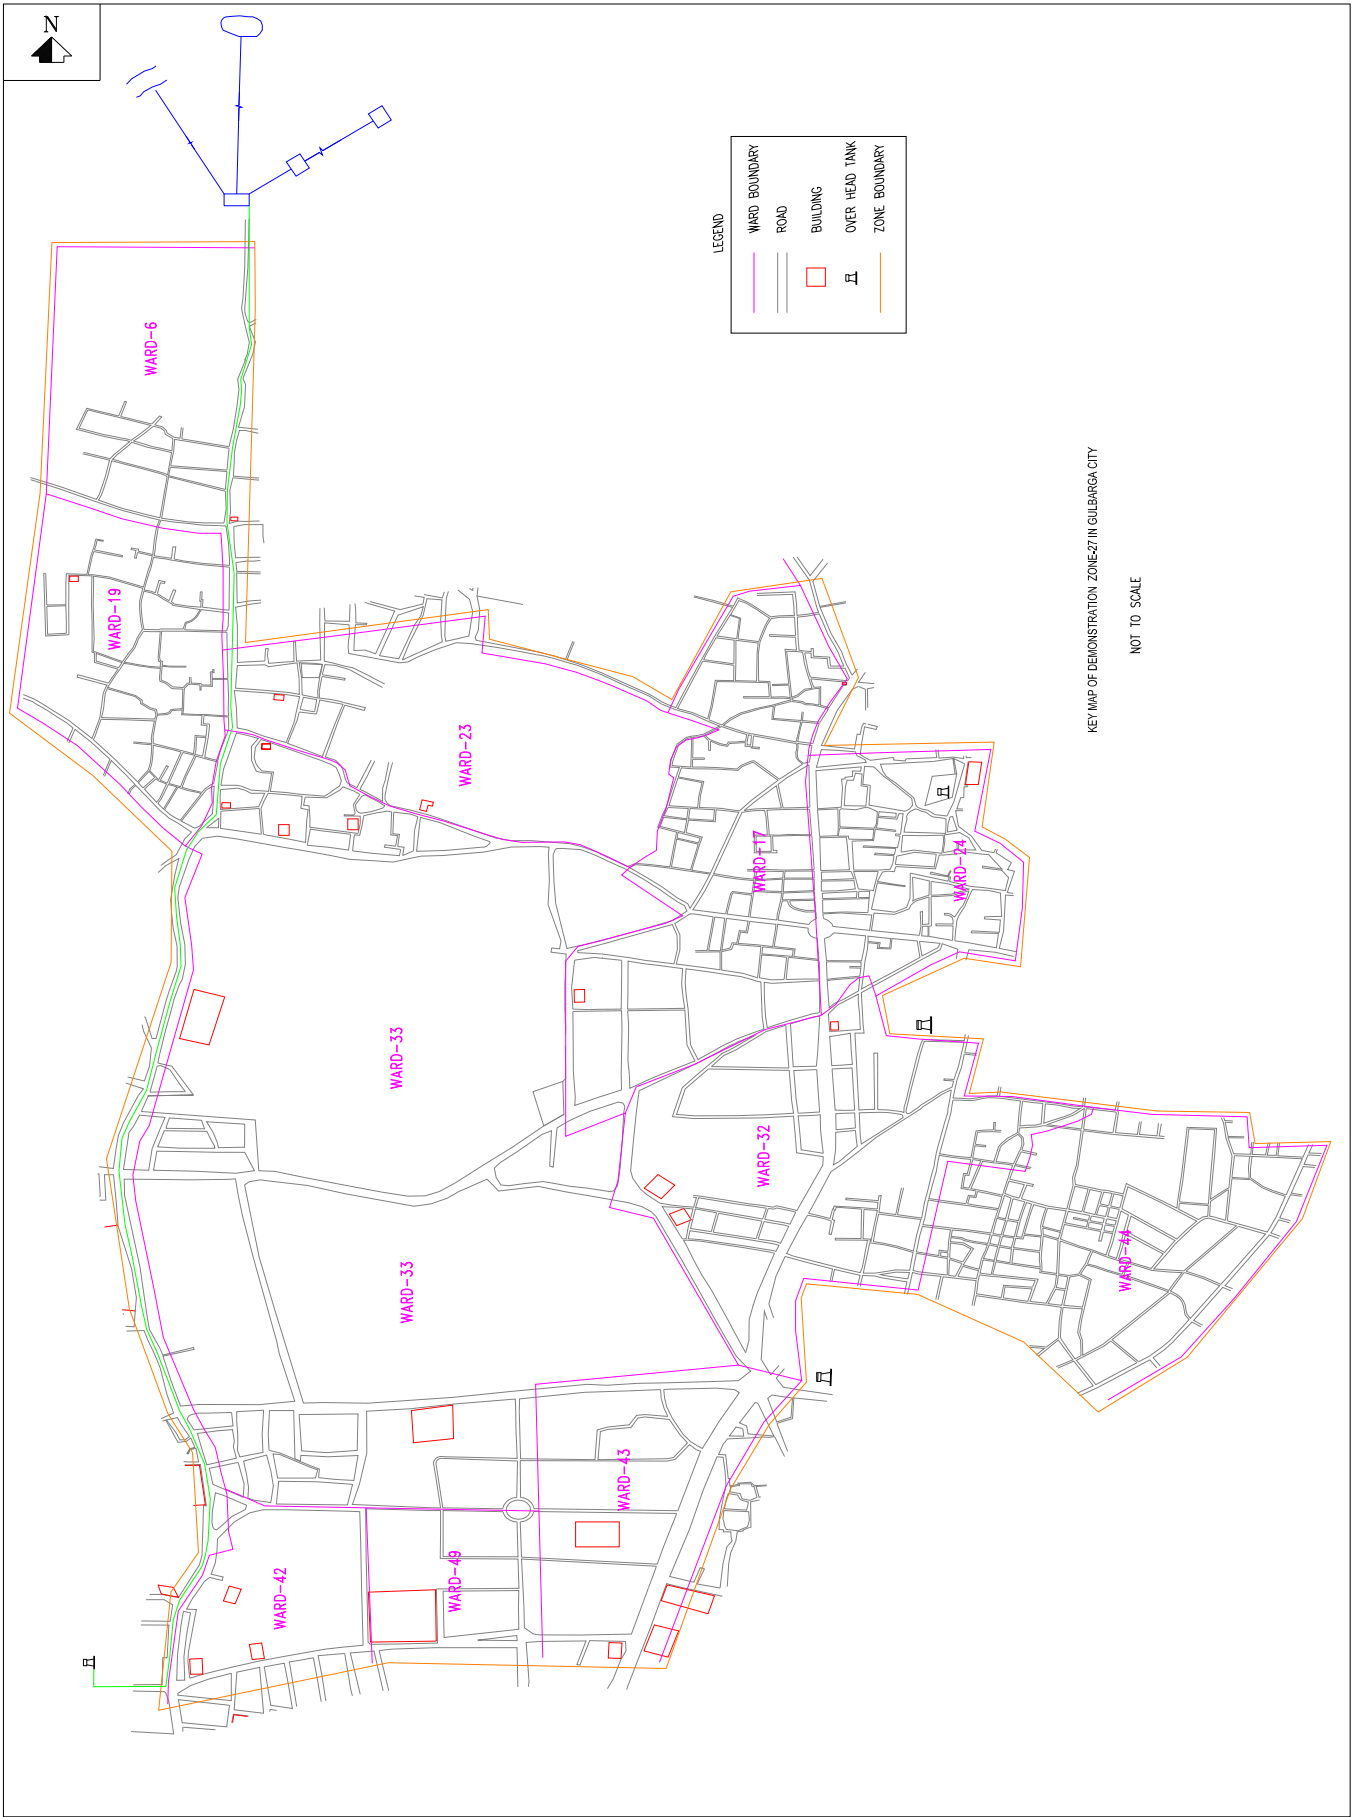 N
LEGEND
WARD BOUNDARY
ROAD
BUILDING
OVER HEAD TANK
ZONE BOUNDARY
WARD-6
WARD-19
WARD-23
WARD-17
WARD-24
WARD-33
WARD-32
WARD-33
WARD-44
WARD-43
WARD-49
WARD-42
KEY MAP OF DEMONSTRATION ZONE-27 IN GULBARGA CITY
NOT TO SCALE